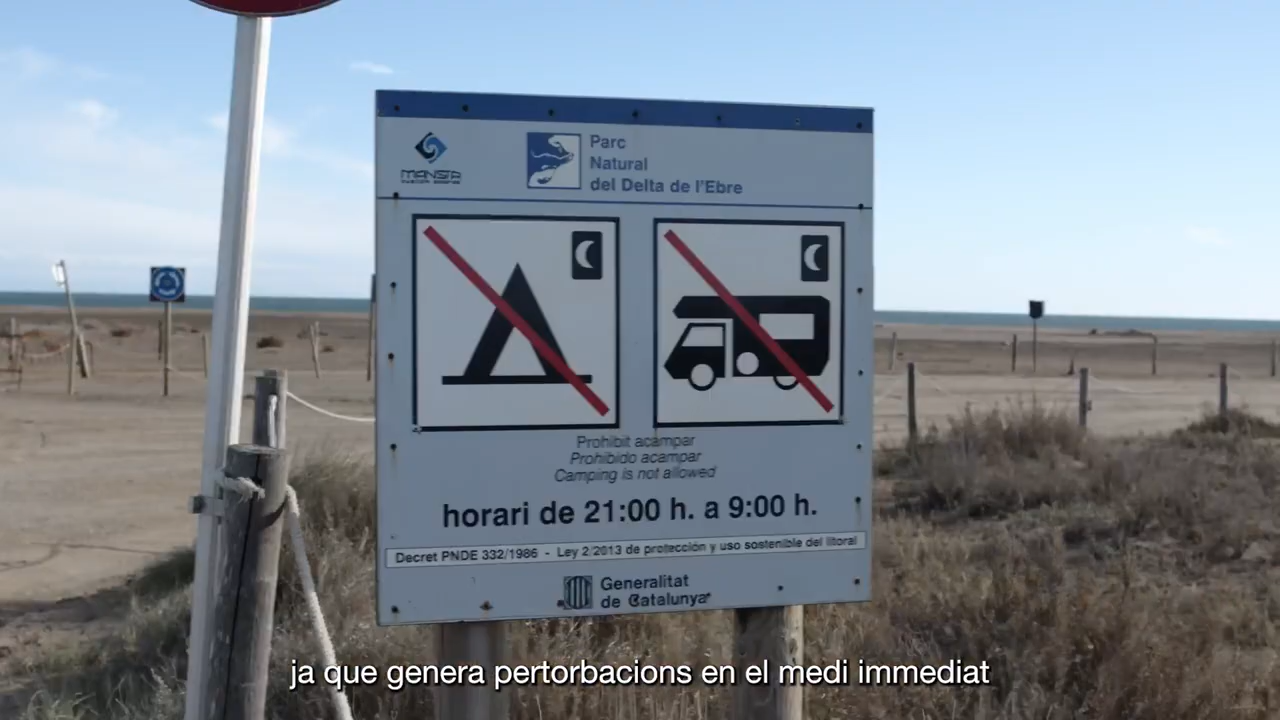 Parc
Natural
del Delta de l'Ebre
MANSFA
Prohibit acampar
Prohibido acampar
Camping is not allowed
horari de 21:00 h. a 9:00 h.
Decret PNDE 332/1986 - Ley 2/2013 de protección y uso sostenible del litoral
Generalitat
de Catalunya
ja que genera pertorbacions en el medi immediat